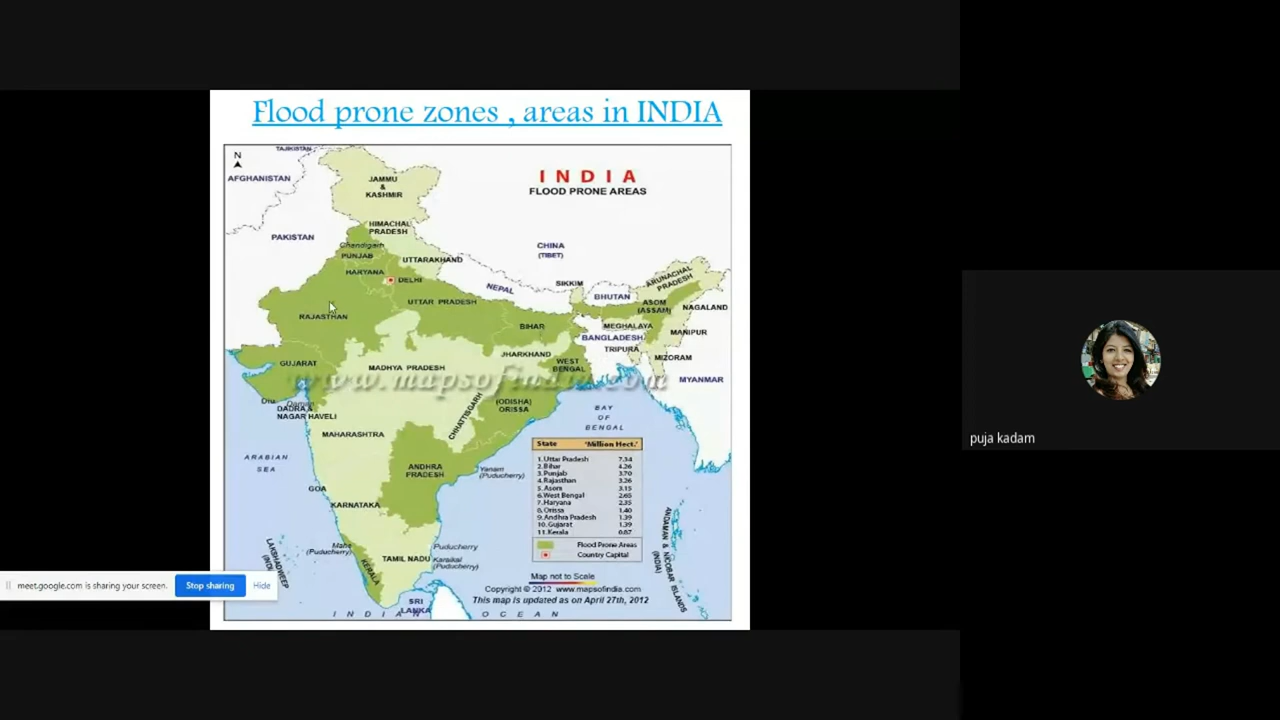 Flood prone zones , areas in INDIA
N
TAJIKISTAN
AFGHANISTAN
JAMMU
&
KASHMIR
INDIA
FLOOD PRONE AREAS
HIMACHAL
PRADESH
PAKISTAN
Chandigarh
PUNJAB
CHINA
(TIBET)
UTTARAKHAND
HARYANA
DELHI
ARUNACHAL
PRADESH
SIKKIM
NEPAL
BHUTAN
UTTAR PRADESH
ASOM
(ASSAM)
NAGALAND
RAJASTHAN
BIHAR
MEGHALAYA
MANIPUR
BANGLADESH
TRIPURA
JHARKHAND
MIZORAM
GUJARAT
MADHYA PRADESH
WEST
BENGAL
www.mapsofindia.com
MYANMAR
Diu
Daman
DADRA &
NAGAR HAVELI
(ODISHA)
ORISSA
CHHATTISGARH
BAY
OF
BENGAL
MAHARASHTRA
ARABIAN
SEA
ANDHRA
PRADESH
Yanam
(Puducherry)
GOA
KARNATAKA
State 'Million Hect.'
1.Uttar Pradesh 7.34
2.Bihar 4.26
3.Punjab 3.70
4.Rajasthan 3.26
5.Asom 3.15
6.West Bengal 2.65
7.Haryana 2.35
8.Orissa 1.40
9.Andhra Pradesh 1.39
10.Gujarat 1.39
11.Kerala 0.87
Flood Prone Areas
Country Capital
Mahe
(Puducherry)
Puducherry
TAMIL NADU
Karaikal
(Puducherry)
KERALA
LAKSHADWEEP
(INDIA)
ANDAMAN & NICOBAR ISLANDS
(INDIA)
Map not to Scale
Copyright © 2012 www.mapsofindia.com
This map is updated as on April 27th, 2012
SRI
LANKA
INDIAN OCEAN
meet.google.com is sharing your screen.
Stop sharing
Hide
puja kadam